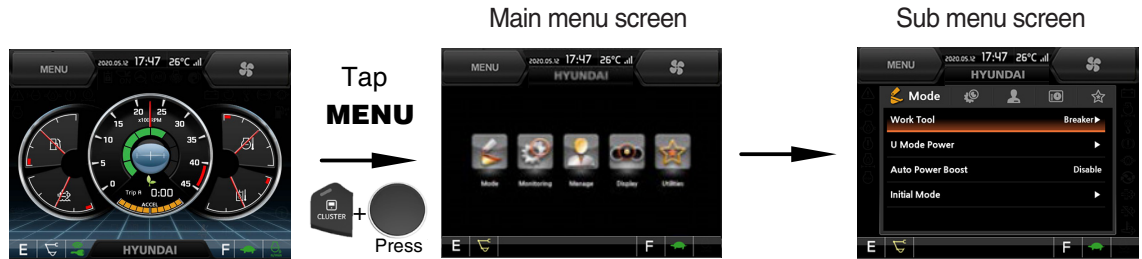 Main menu screen
Sub menu screen
MENU
2020.05.12 17:47 26°C
20 25
x100 RPM
15 30
10 35
5 40
0 45
Trip A 0:00
ACCEL
E HYUNDAI F
Tap
MENU
CLUSTER
+
Press
MENU
2020.05.12 17:47 26°C
HYUNDAI
Mode Monitoring Manage Display Utilities
E F
MENU
2020.05.12 17:47 26°C
HYUNDAI
Mode
Work Tool Breaker▶
U Mode Power ▶
Auto Power Boost Disable
Initial Mode ▶
E F